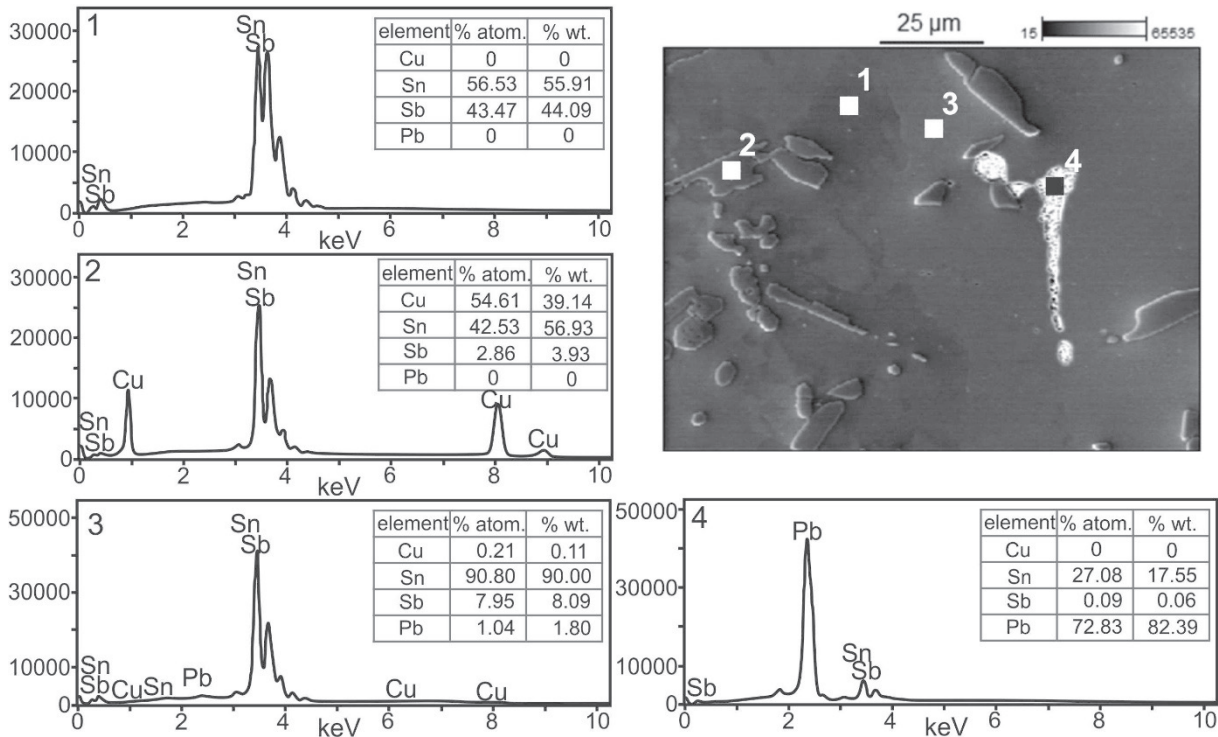 1
30000
20000
10000
0
Sn
Sb
Sn
Sb
element % atom. % wt.
Cu 0 0
Sn 56.53 55.91
Sb 43.47 44.09
Pb 0 0
0 2 4 6 8 10
keV
2
30000
20000
10000
0
Sn
Sb
Cu
Sn
Sb
Cu
Cu
element % atom. % wt.
Cu 54.61 39.14
Sn 42.53 56.93
Sb 2.86 3.93
Pb 0 0
0 2 4 6 8 10
keV
3
50000
40000
20000
10000
0
Sn
Sb
Sn
Sb
Cu
Sn
Pb
Cu
Cu
element % atom. % wt.
Cu 0.21 0.11
Sn 90.80 90.00
Sb 7.95 8.09
Pb 1.04 1.80
0 2 4 6 8 10
keV
25 µm
15 65535
1
3
2
4
4
50000
40000
30000
10000
0
Pb
Sn
Sb
Sb
element % atom. % wt.
Cu 0 0
Sn 27.08 17.55
Sb 0.09 0.06
Pb 72.83 82.39
0 2 4 6 8 10
keV